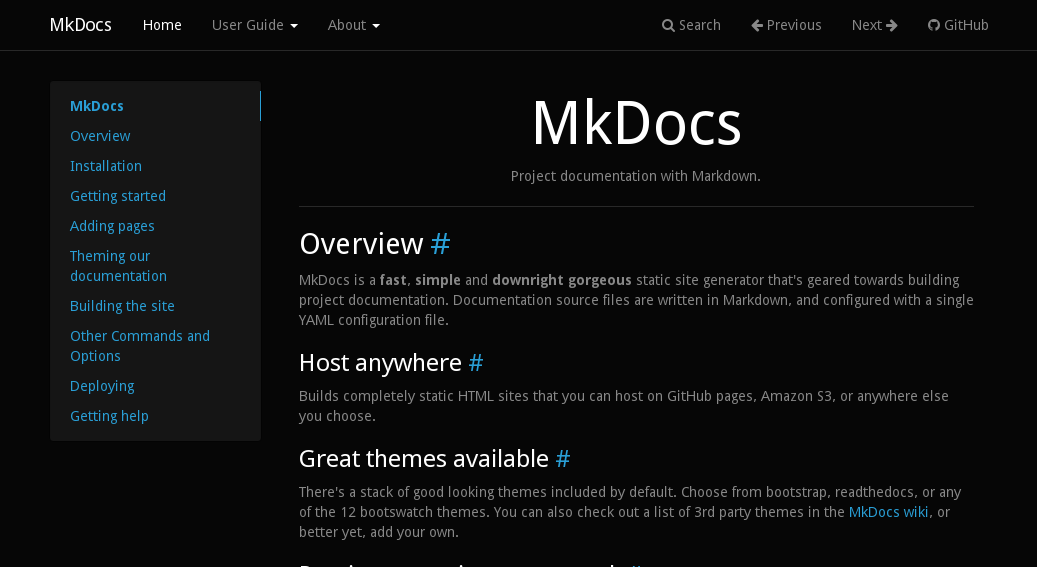 MkDocs Home User Guide About Search Previous Next GitHub
MkDocs
Overview
Installation
Getting started
Adding pages
Theming our
documentation
Building the site
Other Commands and
Options
Deploying
Getting help
MkDocs
Project documentation with Markdown.
Overview #
MkDocs is a fast, simple and downright gorgeous static site generator that's geared towards building
project documentation. Documentation source files are written in Markdown, and configured with a single
YAML configuration file.
Host anywhere #
Builds completely static HTML sites that you can host on GitHub pages, Amazon S3, or anywhere else
you choose.
Great themes available #
There's a stack of good looking themes included by default. Choose from bootstrap, readthedocs, or any
of the 12 bootswatch themes. You can also check out a list of 3rd party themes in the MkDocs wiki, or
better yet, add your own.